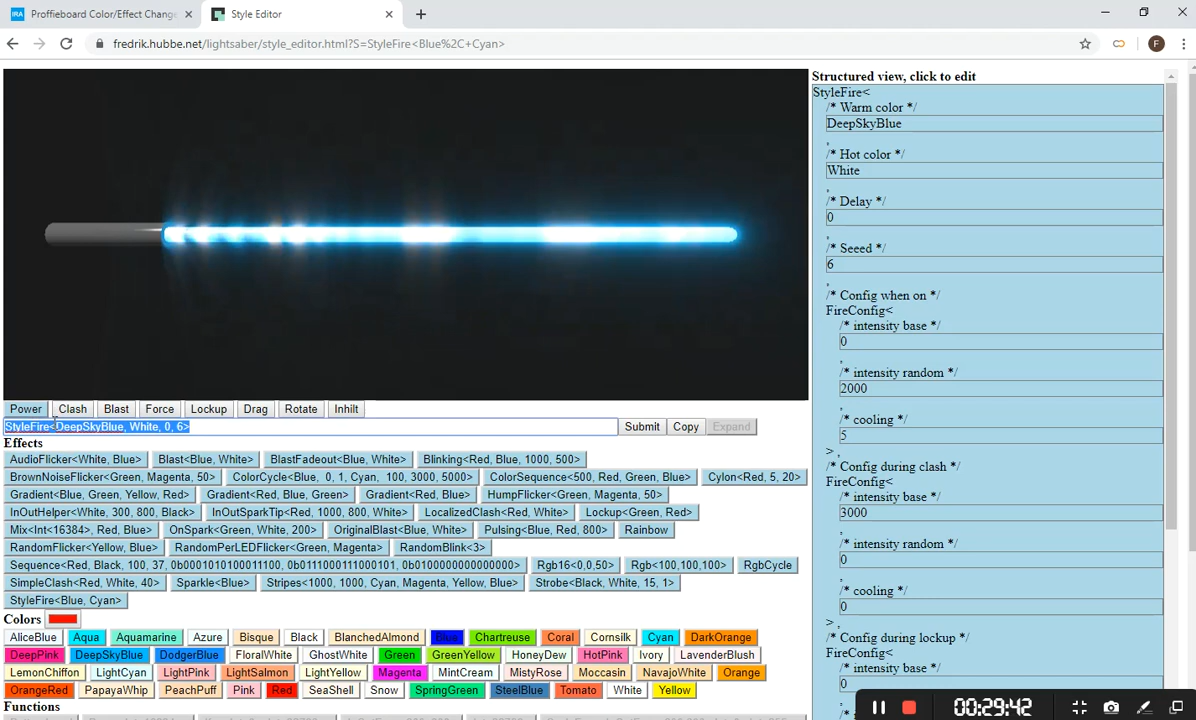 IRA Proffieboard Color/Effect Change
Style Editor
fredrik.hubbe.net/lightsaber/style_editor.html?S=StyleFire<Blue%2C+Cyan>
F
Structured view, click to edit
StyleFire<
/* Warm color */
DeepSkyBlue
,
/* Hot color */
White
,
/* Delay */
0
,
/* Seeed */
6
,
/* Config when on */
FireConfig<
/* intensity base */
0
,
/* intensity random */
2000
,
/* cooling */
5
> ,
/* Config during clash */
FireConfig<
/* intensity base */
3000
,
/* intensity random */
0
,
/* cooling */
0
> ,
/* Config during lockup */
FireConfig<
/* intensity base */
0
Power Clash Blast Force Lockup Drag Rotate Inhilt
StyleFire<DeepSkyBlue, White, 0, 6> Submit Copy Expand
Effects
AudioFlicker<White, Blue> Blast<Blue, White> BlastFadeout<Blue, White> Blinking<Red, Blue, 1000, 500>
BrownNoiseFlicker<Green, Magenta, 50> ColorCycle<Blue, 0, 1, Cyan, 100, 3000, 5000> ColorSequence<500, Red, Green, Blue> Cylon<Red, 5, 20>
Gradient<Blue, Green, Yellow, Red> Gradient<Red, Blue, Green> Gradient<Red, Blue> HumpFlicker<Green, Magenta, 50>
InOutHelper<White, 300, 800, Black> InOutSparkTip<Red, 1000, 800, White> LocalizedClash<Red, White> Lockup<Green, Red>
Mix<Int<16384>, Red, Blue> OnSpark<Green, White, 200> OriginalBlast<Blue, White> Pulsing<Blue, Red, 800> Rainbow
RandomFlicker<Yellow, Blue> RandomPerLEDFlicker<Green, Magenta> RandomBlink<3>
Sequence<Red, Black, 100, 37, 0b000101010001110​0, 0b0111000111000101, 0b0100000000000000> Rgb16<0,0,50> Rgb<100,100,100> RgbCycle
SimpleClash<Red, White, 40> Sparkle<Blue> Stripes<1000, 1000, Cyan, Magenta, Yellow, Blue> Strobe<Black, White, 15, 1>
StyleFire<Blue, Cyan>
Colors
AliceBlue Aqua Aquamarine Azure Bisque Black BlanchedAlmond Blue Chartreuse Coral Cornsilk Cyan DarkOrange
DeepPink DeepSkyBlue DodgerBlue FloralWhite GhostWhite Green GreenYellow HoneyDew HotPink Ivory LavenderBlush
LemonChiffon LightCyan LightPink LightSalmon LightYellow Magenta MintCream MistyRose Moccasin NavajoWhite Orange
OrangeRed PapayaWhip PeachPuff Pink Red SeaShell Snow SpringGreen SteelBlue Tomato White Yellow
Functions
00:29:42